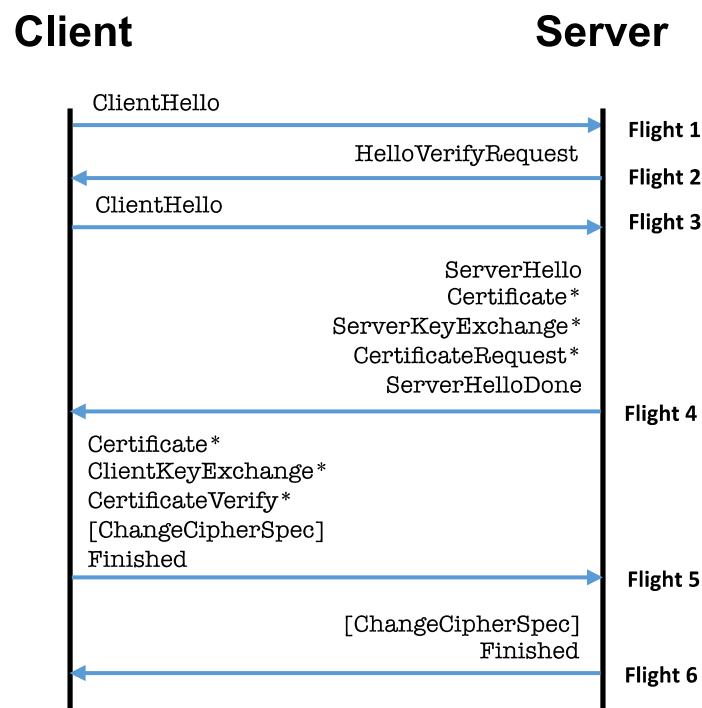 Client
Server
ClientHello
Flight 1
HelloVerifyRequest
Flight 2
ClientHello
Flight 3
ServerHello
Certificate*
ServerKeyExchange*
CertificateRequest*
ServerHelloDone
Flight 4
Certificate*
ClientKeyExchange*
CertificateVerify*
[ChangeCipherSpec]
Finished
Flight 5
[ChangeCipherSpec]
Finished
Flight 6